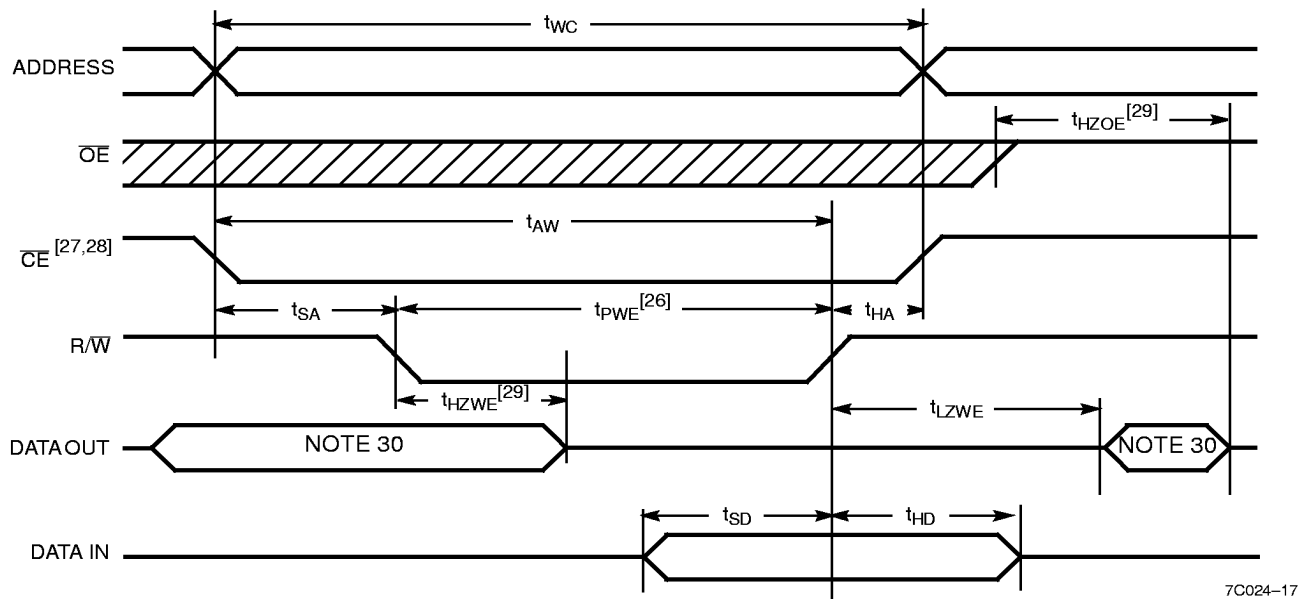 tWC
ADDRESS
tHZOE[29]
OE
tAW
CE [27,28]
tSA
tPWE[26]
tHA
R/W
tHZWE[29]
tLZWE
DATA OUT
NOTE 30
NOTE 30
tSD
tHD
DATA IN
7C024–17